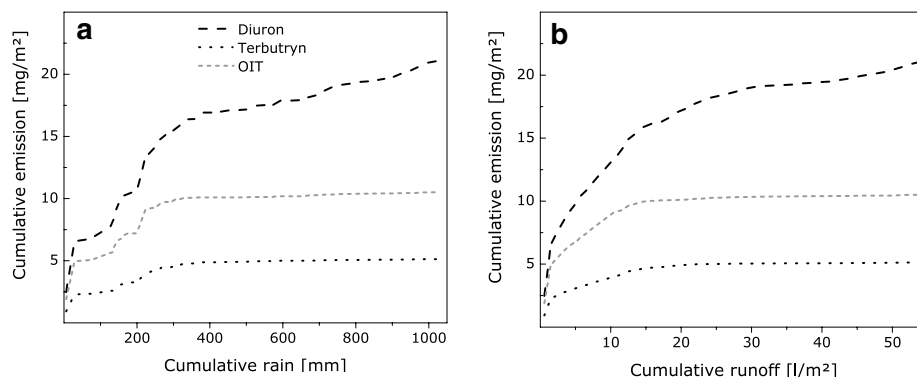 a
Diuron
Terbutryn
OIT
Cumulative emission [mg/m²]
20
15
10
5
200
400
600
800
1000
Cumulative rain [mm]
b
Cumulative emission [mg/m²]
20
15
10
5
10
20
30
40
50
Cumulative runoff [l/m²]